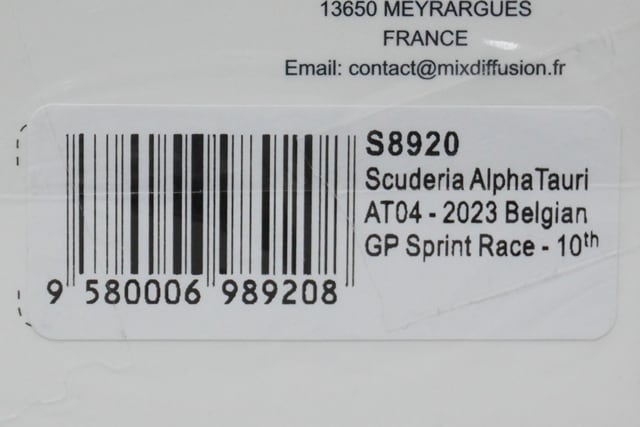 13650 MEYRARGUES
FRANCE
Email: contact@mixdiffusion.fr
S8920
Scuderia AlphaTauri
AT04 - 2023 Belgian
GP Sprint Race - 10th
9 580006 989208